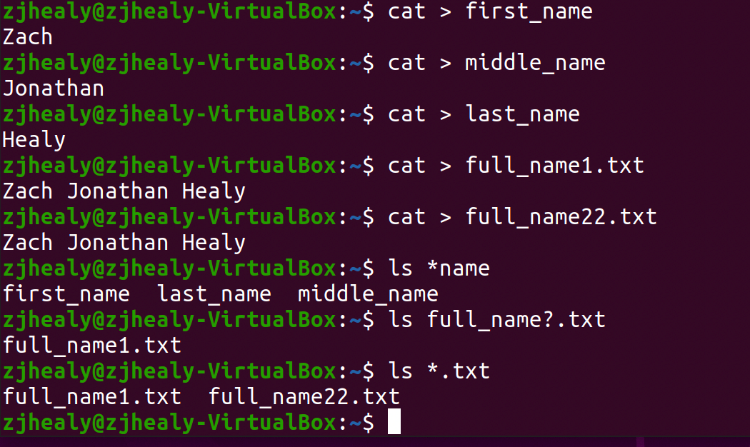 zjhealy@zjhealy-VirtualBox:~$ cat > first_name
Zach
zjhealy@zjhealy-VirtualBox:~$ cat > middle_name
Jonathan
zjhealy@zjhealy-VirtualBox:~$ cat > last_name
Healy
zjhealy@zjhealy-VirtualBox:~$ cat > full_name1.txt
Zach Jonathan Healy
zjhealy@zjhealy-VirtualBox:~$ cat > full_name22.txt
Zach Jonathan Healy
zjhealy@zjhealy-VirtualBox:~$ ls *name
first_name  last_name  middle_name
zjhealy@zjhealy-VirtualBox:~$ ls full_name?.txt
full_name1.txt
zjhealy@zjhealy-VirtualBox:~$ ls *.txt
full_name1.txt  full_name22.txt
zjhealy@zjhealy-VirtualBox:~$